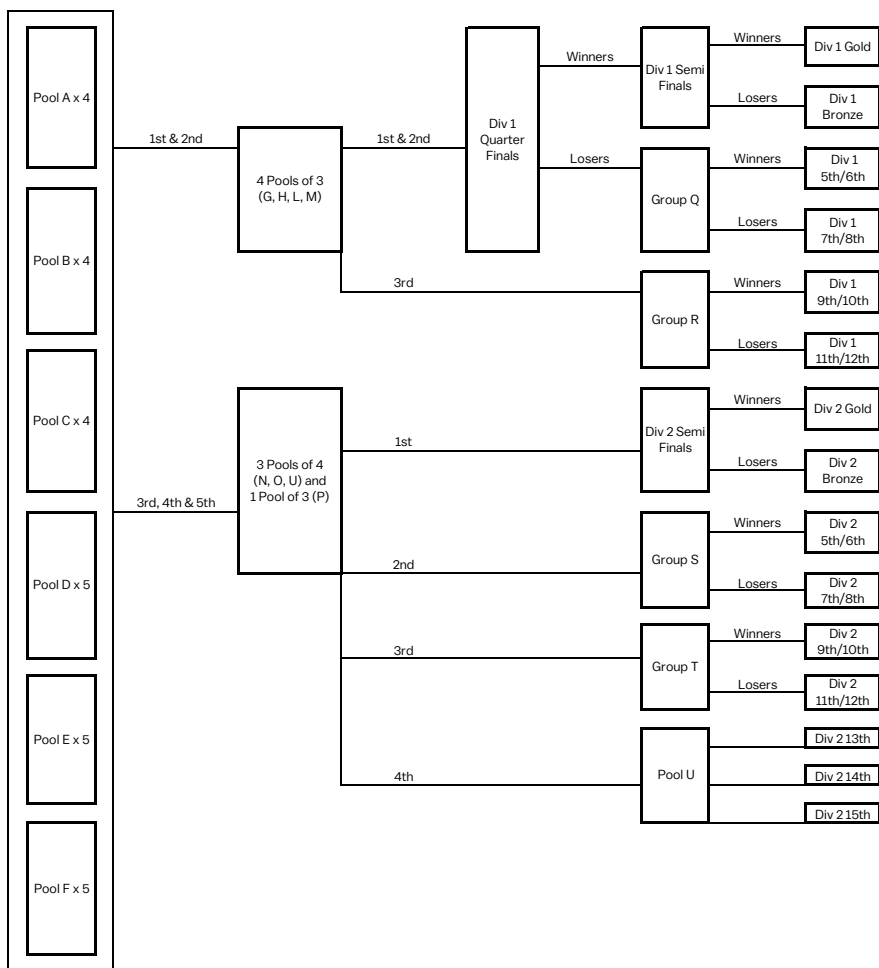 Pool A x 4
Pool B x 4
Pool C x 4
Pool D x 5
Pool E x 5
Pool F x 5
1st & 2nd
3rd, 4th & 5th
4 Pools of 3
(G, H, L, M)
3 Pools of 4
(N, O, U) and
1 Pool of 3 (P)
1st & 2nd
3rd
1st
2nd
3rd
4th
Div 1
Quarter
Finals
Winners
Losers
Div 1 Semi
Finals
Group Q
Group R
Div 2 Semi
Finals
Group S
Group T
Pool U
Winners
Div 1 Gold
Losers
Div 1
Bronze
Winners
Div 1
5th/6th
Losers
Div 1
7th/8th
Winners
Div 1
9th/10th
Losers
Div 1
11th/12th
Winners
Div 2 Gold
Losers
Div 2
Bronze
Winners
Div 2
5th/6th
Losers
Div 2
7th/8th
Winners
Div 2
9th/10th
Losers
Div 2
11th/12th
Div 2 13th
Div 2 14th
Div 2 15th